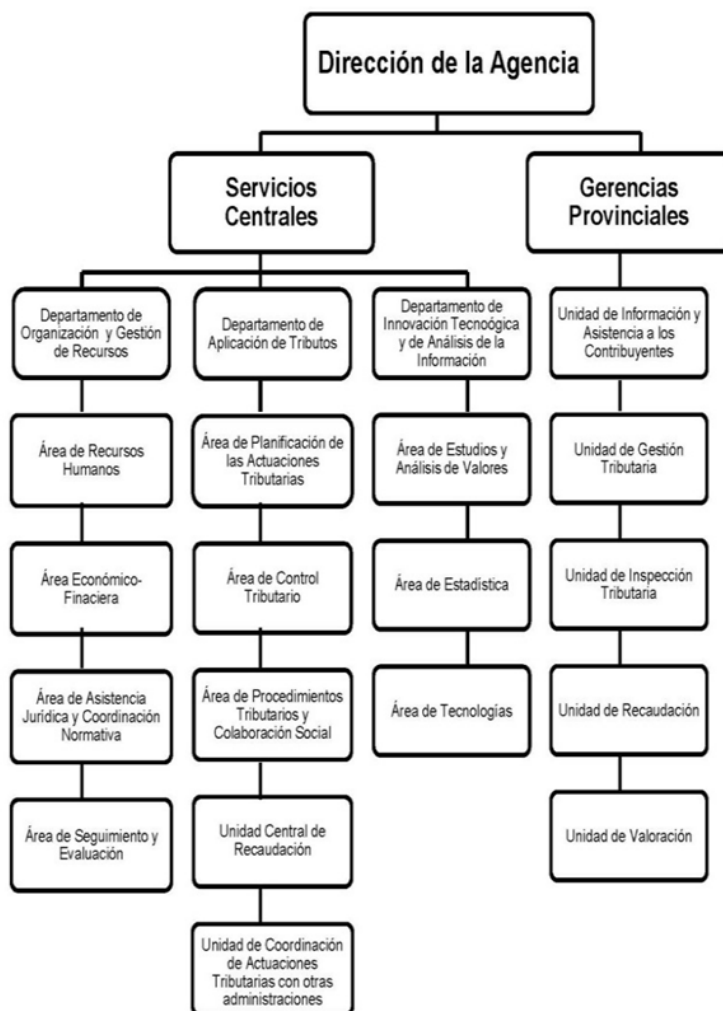 Dirección de la Agencia
Servicios
Centrales
Gerencias
Provinciales
Departamento de
Organización y Gestión
de Recursos
Departamento de
Aplicación de Tributos
Departamento de
Innovación Tecnoógica
y de Análisis de la
Información
Unidad de Información y
Asistencia a los
Contribuyentes
Área de Recursos
Humanos
Área de Planificación de
las Actuaciones
Tributarias
Área de Estudios y
Análisis de Valores
Unidad de Gestión
Tributaria
Área Económico-
Finaciera
Área de Control
Tributario
Área de Estadística
Unidad de Inspección
Tributaria
Área de Asistencia
Jurídica y Coordinación
Normativa
Área de Procedimientos
Tributarios y
Colaboración Social
Área de Tecnologías
Unidad de Recaudación
Área de Seguimiento y
Evaluación
Unidad Central de
Recaudación
Unidad de Valoración
Unidad de Coordinación
de Actuaciones
Tributarias con otras
administraciones